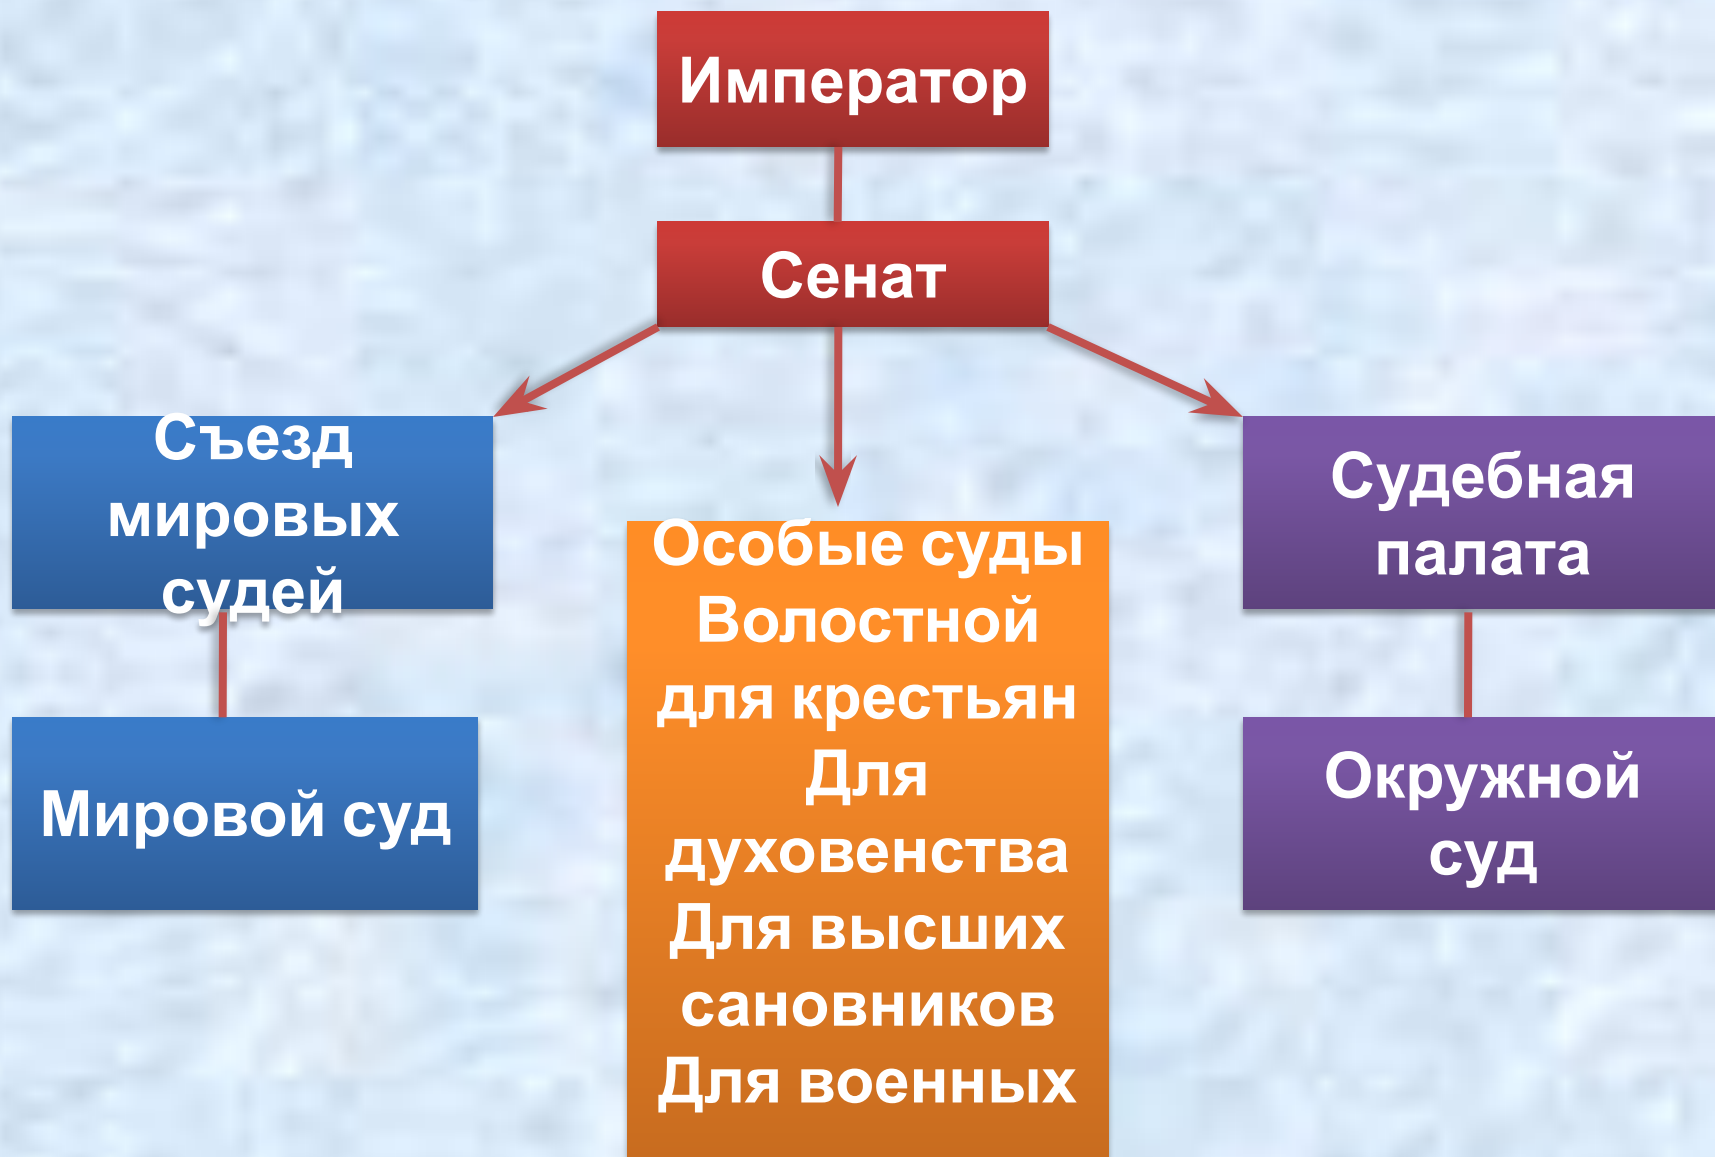 Император
Сенат
Съезд
мировых
судей
Мировой суд
Особые суды
Волостной
для крестьян
Для
духовенства
Для высших
сановников
Для военных
Судебная
палата
Окружной
суд